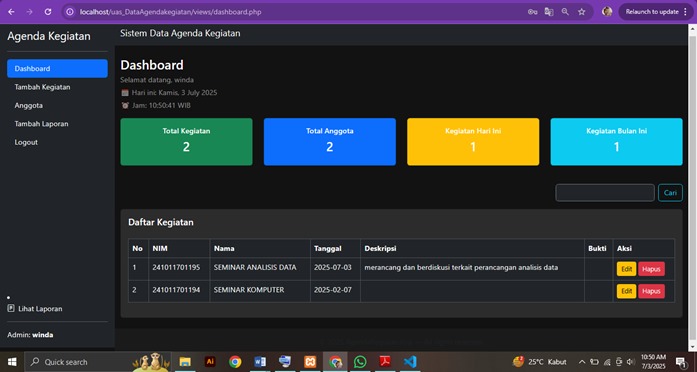 localhost/uas_DataAgendakegiatan/views/dashboard.php
Relaunch to update
Agenda Kegiatan
Sistem Data Agenda Kegiatan
Dashboard
Tambah Kegiatan
Anggota
Tambah Laporan
Logout
Lihat Laporan
Admin: winda
Dashboard
Selamat datang, winda
Hari ini: Kamis, 3 July 2025
Jam: 10:50:41 WIB
Total Kegiatan
2
Total Anggota
2
Kegiatan Hari Ini
1
Kegiatan Bulan Ini
1
Cari
Daftar Kegiatan
No NIM Nama Tanggal Deskripsi Bukti Aksi
1 241011701195 SEMINAR ANALISIS DATA 2025-07-03 merancang dan berdiskusi terkait perancangan analisis data Edit Hapus
2 241011701194 SEMINAR KOMPUTER 2025-02-07 Edit Hapus
Quick search
Ai
25°C Kabut
10:50 AM
7/3/2025